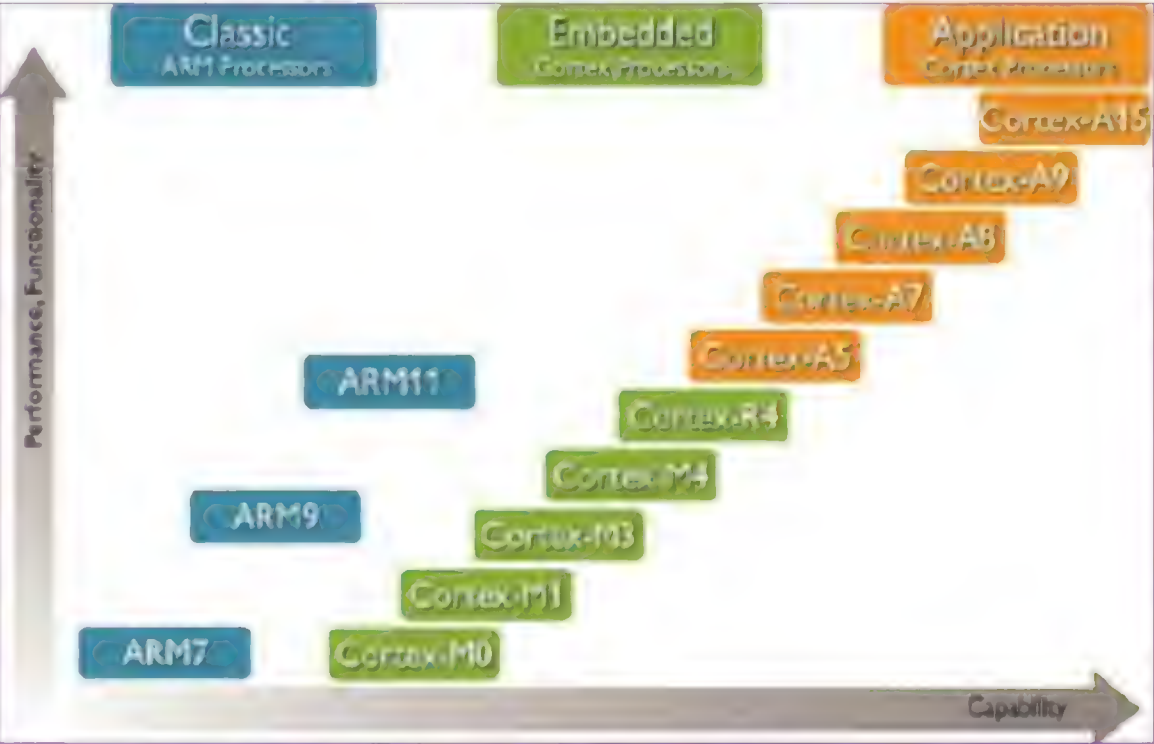 Classic
ARM Processors
Embedded
Cortex Processors
Application
Cortex Processors
Cortex-A15
Cortex-A9
Cortex-A8
Cortex-A7
Cortex-A5
ARM11
Cortex-R4
Cortex-M4
ARM9
Cortex-M3
Cortex-M1
ARM7
Cortex-M0
Performance, Functionality
Capability